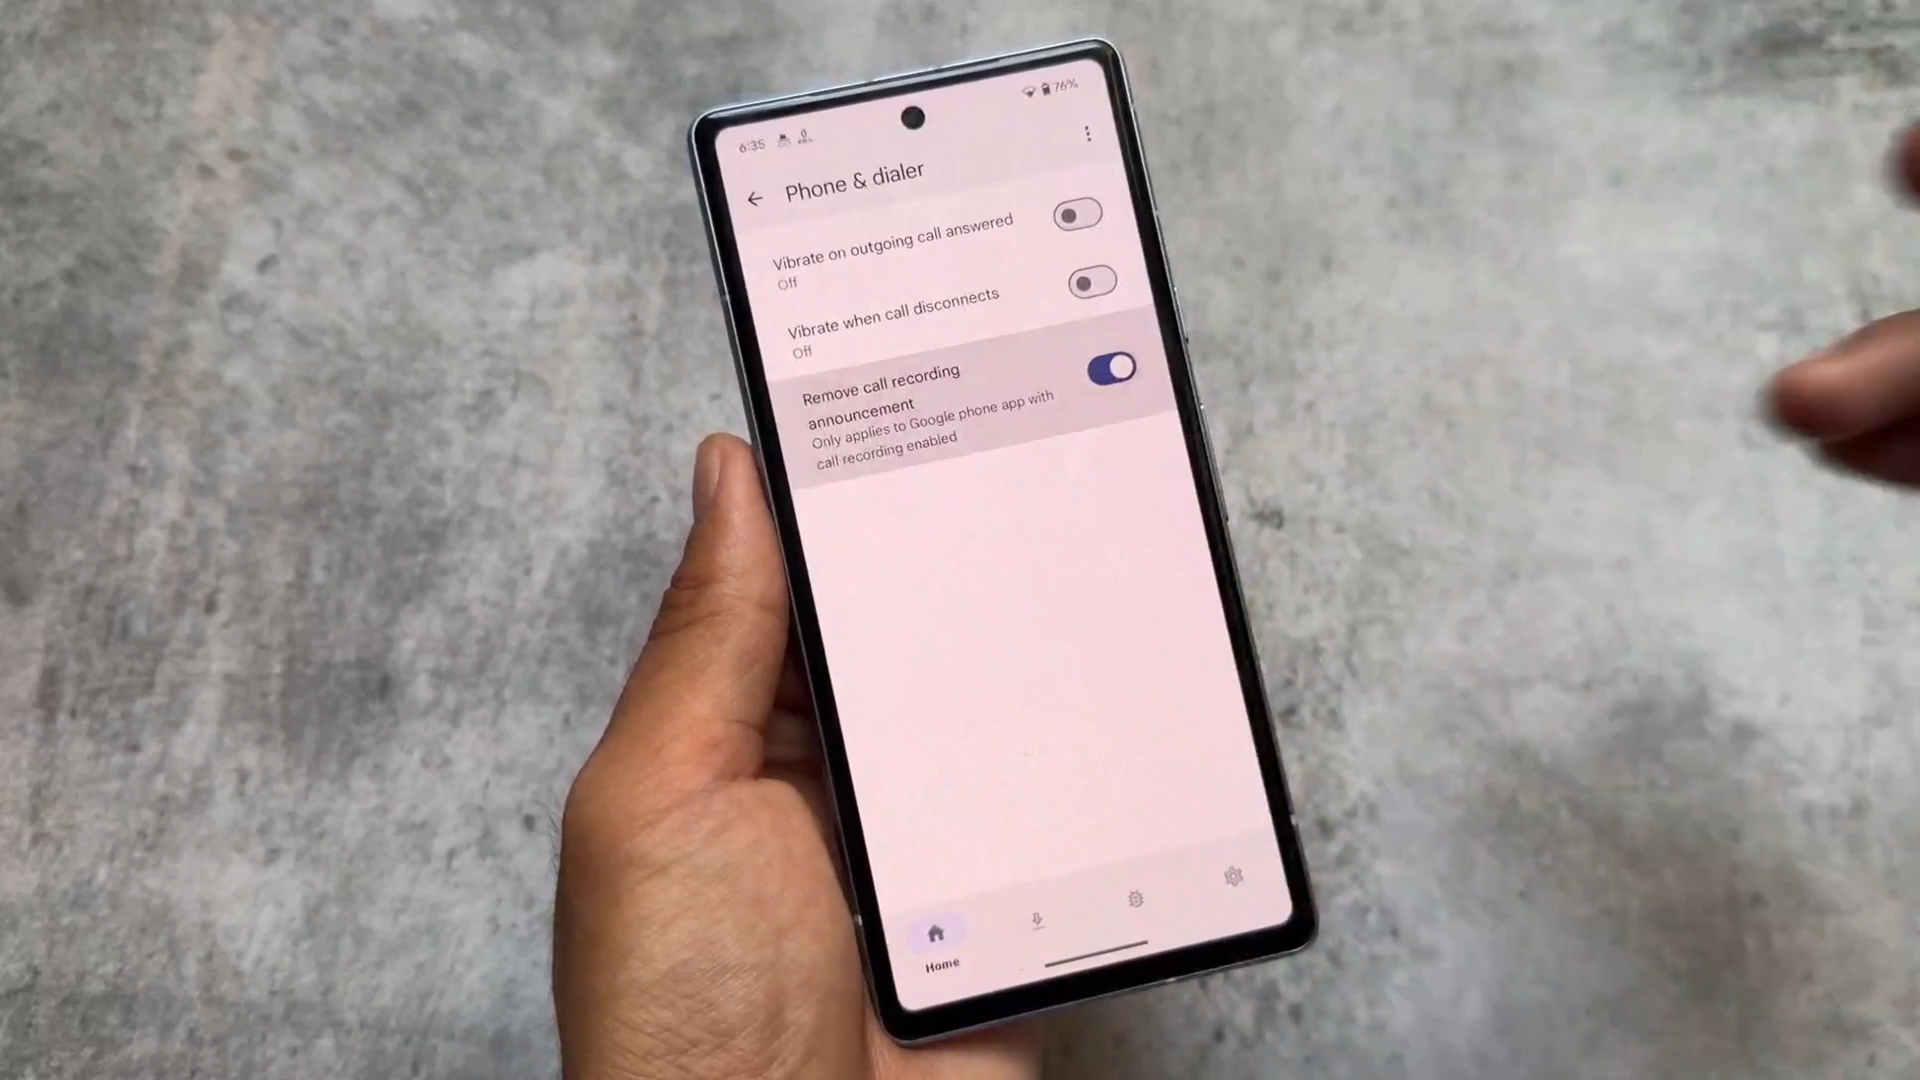 6:35
76%
Phone & dialer
Vibrate on outgoing call answered
Off
Vibrate when call disconnects
Off
Remove call recording
announcement
Only applies to Google phone app with
call recording enabled
Home